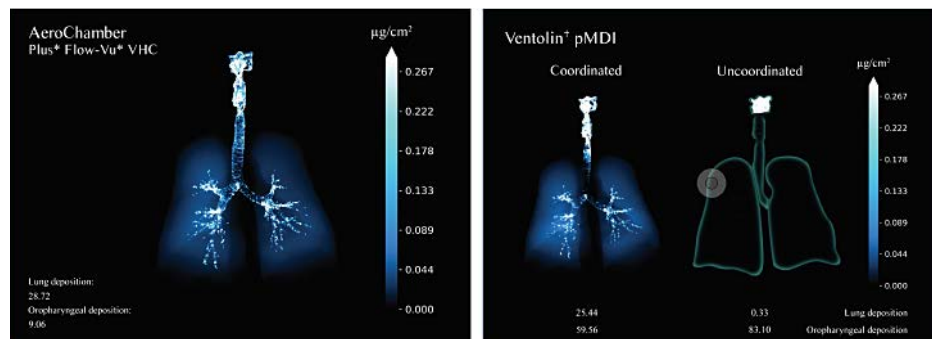 AeroChamber
Plus* Flow-Vu* VHC
µg/cm²
0.267
0.222
0.178
0.133
0.089
0.044
0.000
Lung deposition:
28.72
Oropharyngeal deposition:
9.06
Ventolin† pMDI
Coordinated
Uncoordinated
µg/cm²
0.267
0.222
0.178
0.133
0.089
0.044
0.000
25.44 0.33 Lung deposition
59.56 83.10 Oropharyngeal deposition